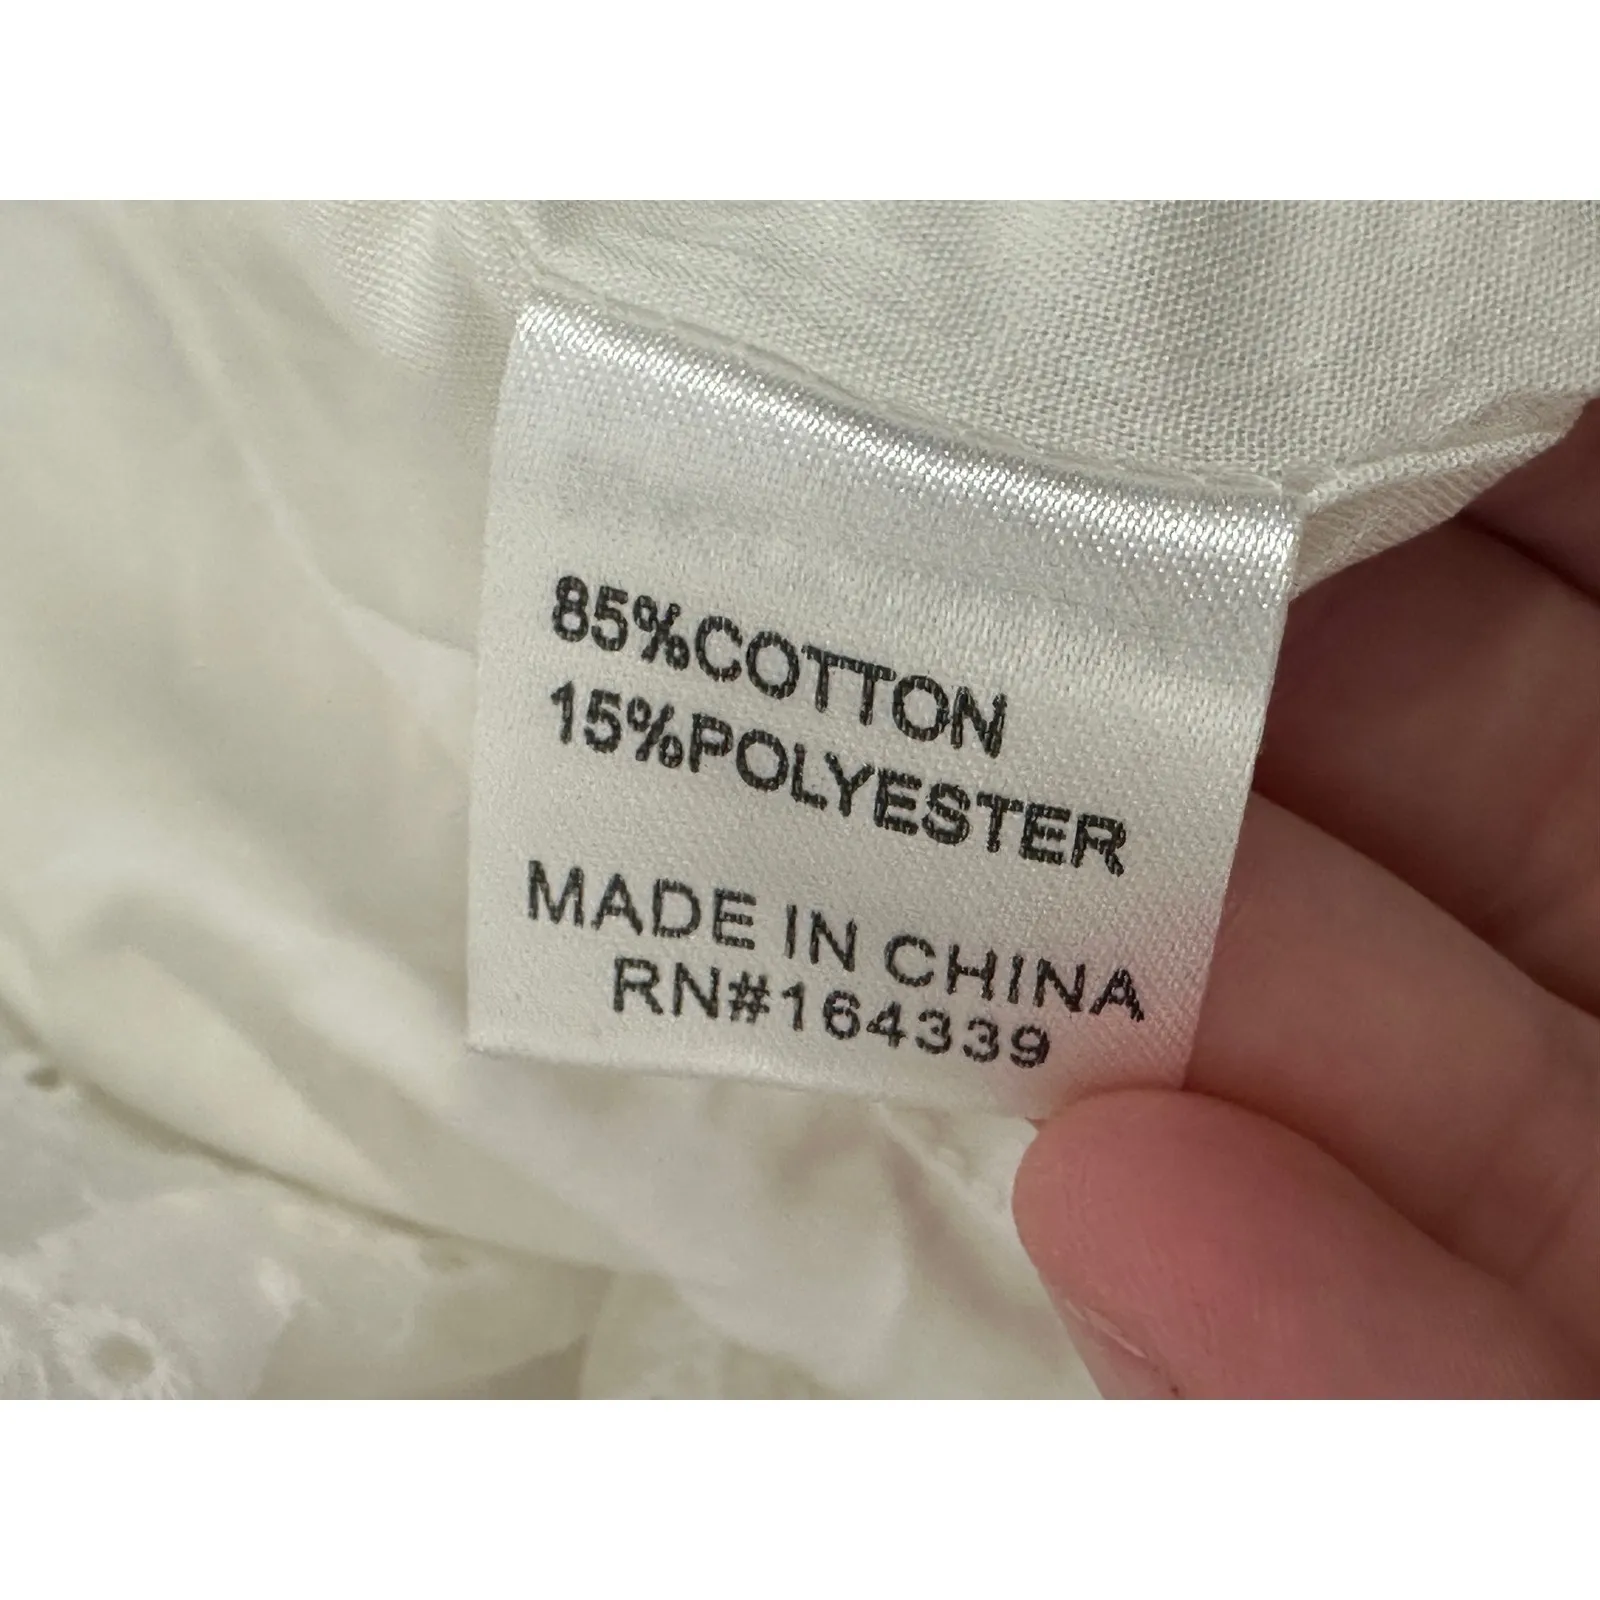 85%COTTON
15%POLYESTER
MADE IN CHINA
RN#164339